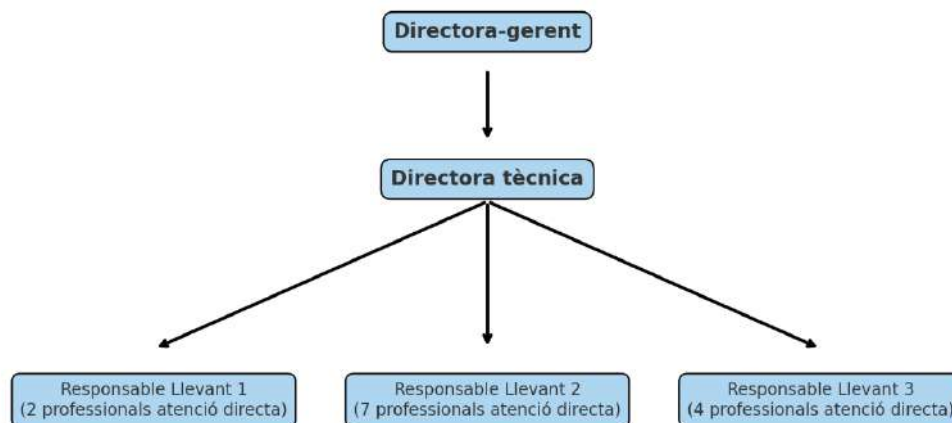 Directora-gerent
Directora tècnica
Responsable Llevant 1
(2 professionals atenció directa)
Responsable Llevant 2
(7 professionals atenció directa)
Responsable Llevant 3
(4 professionals atenció directa)